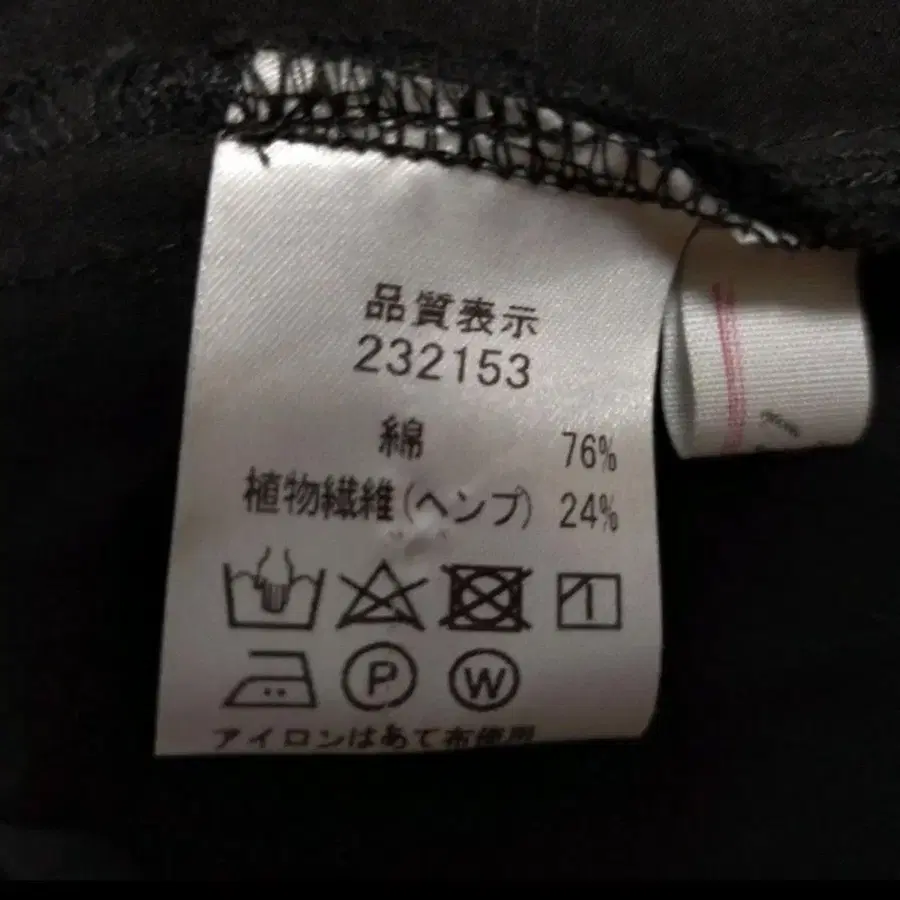 品質表示
232153
綿 76%
植物繊維(ヘンプ) 24%
P W
アイロンはあて布使用